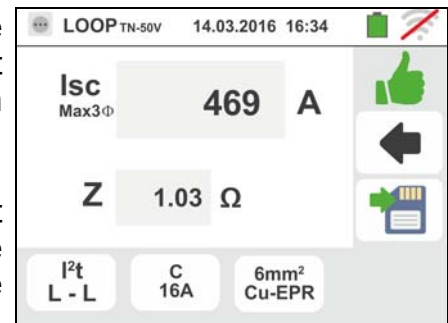 LOOP TN-50V 14.03.2016 16:34
Isc
Max3Φ
469 A
Z 1.03 Ω
I²t
L - L
C
16A
6mm²
Cu-EPR